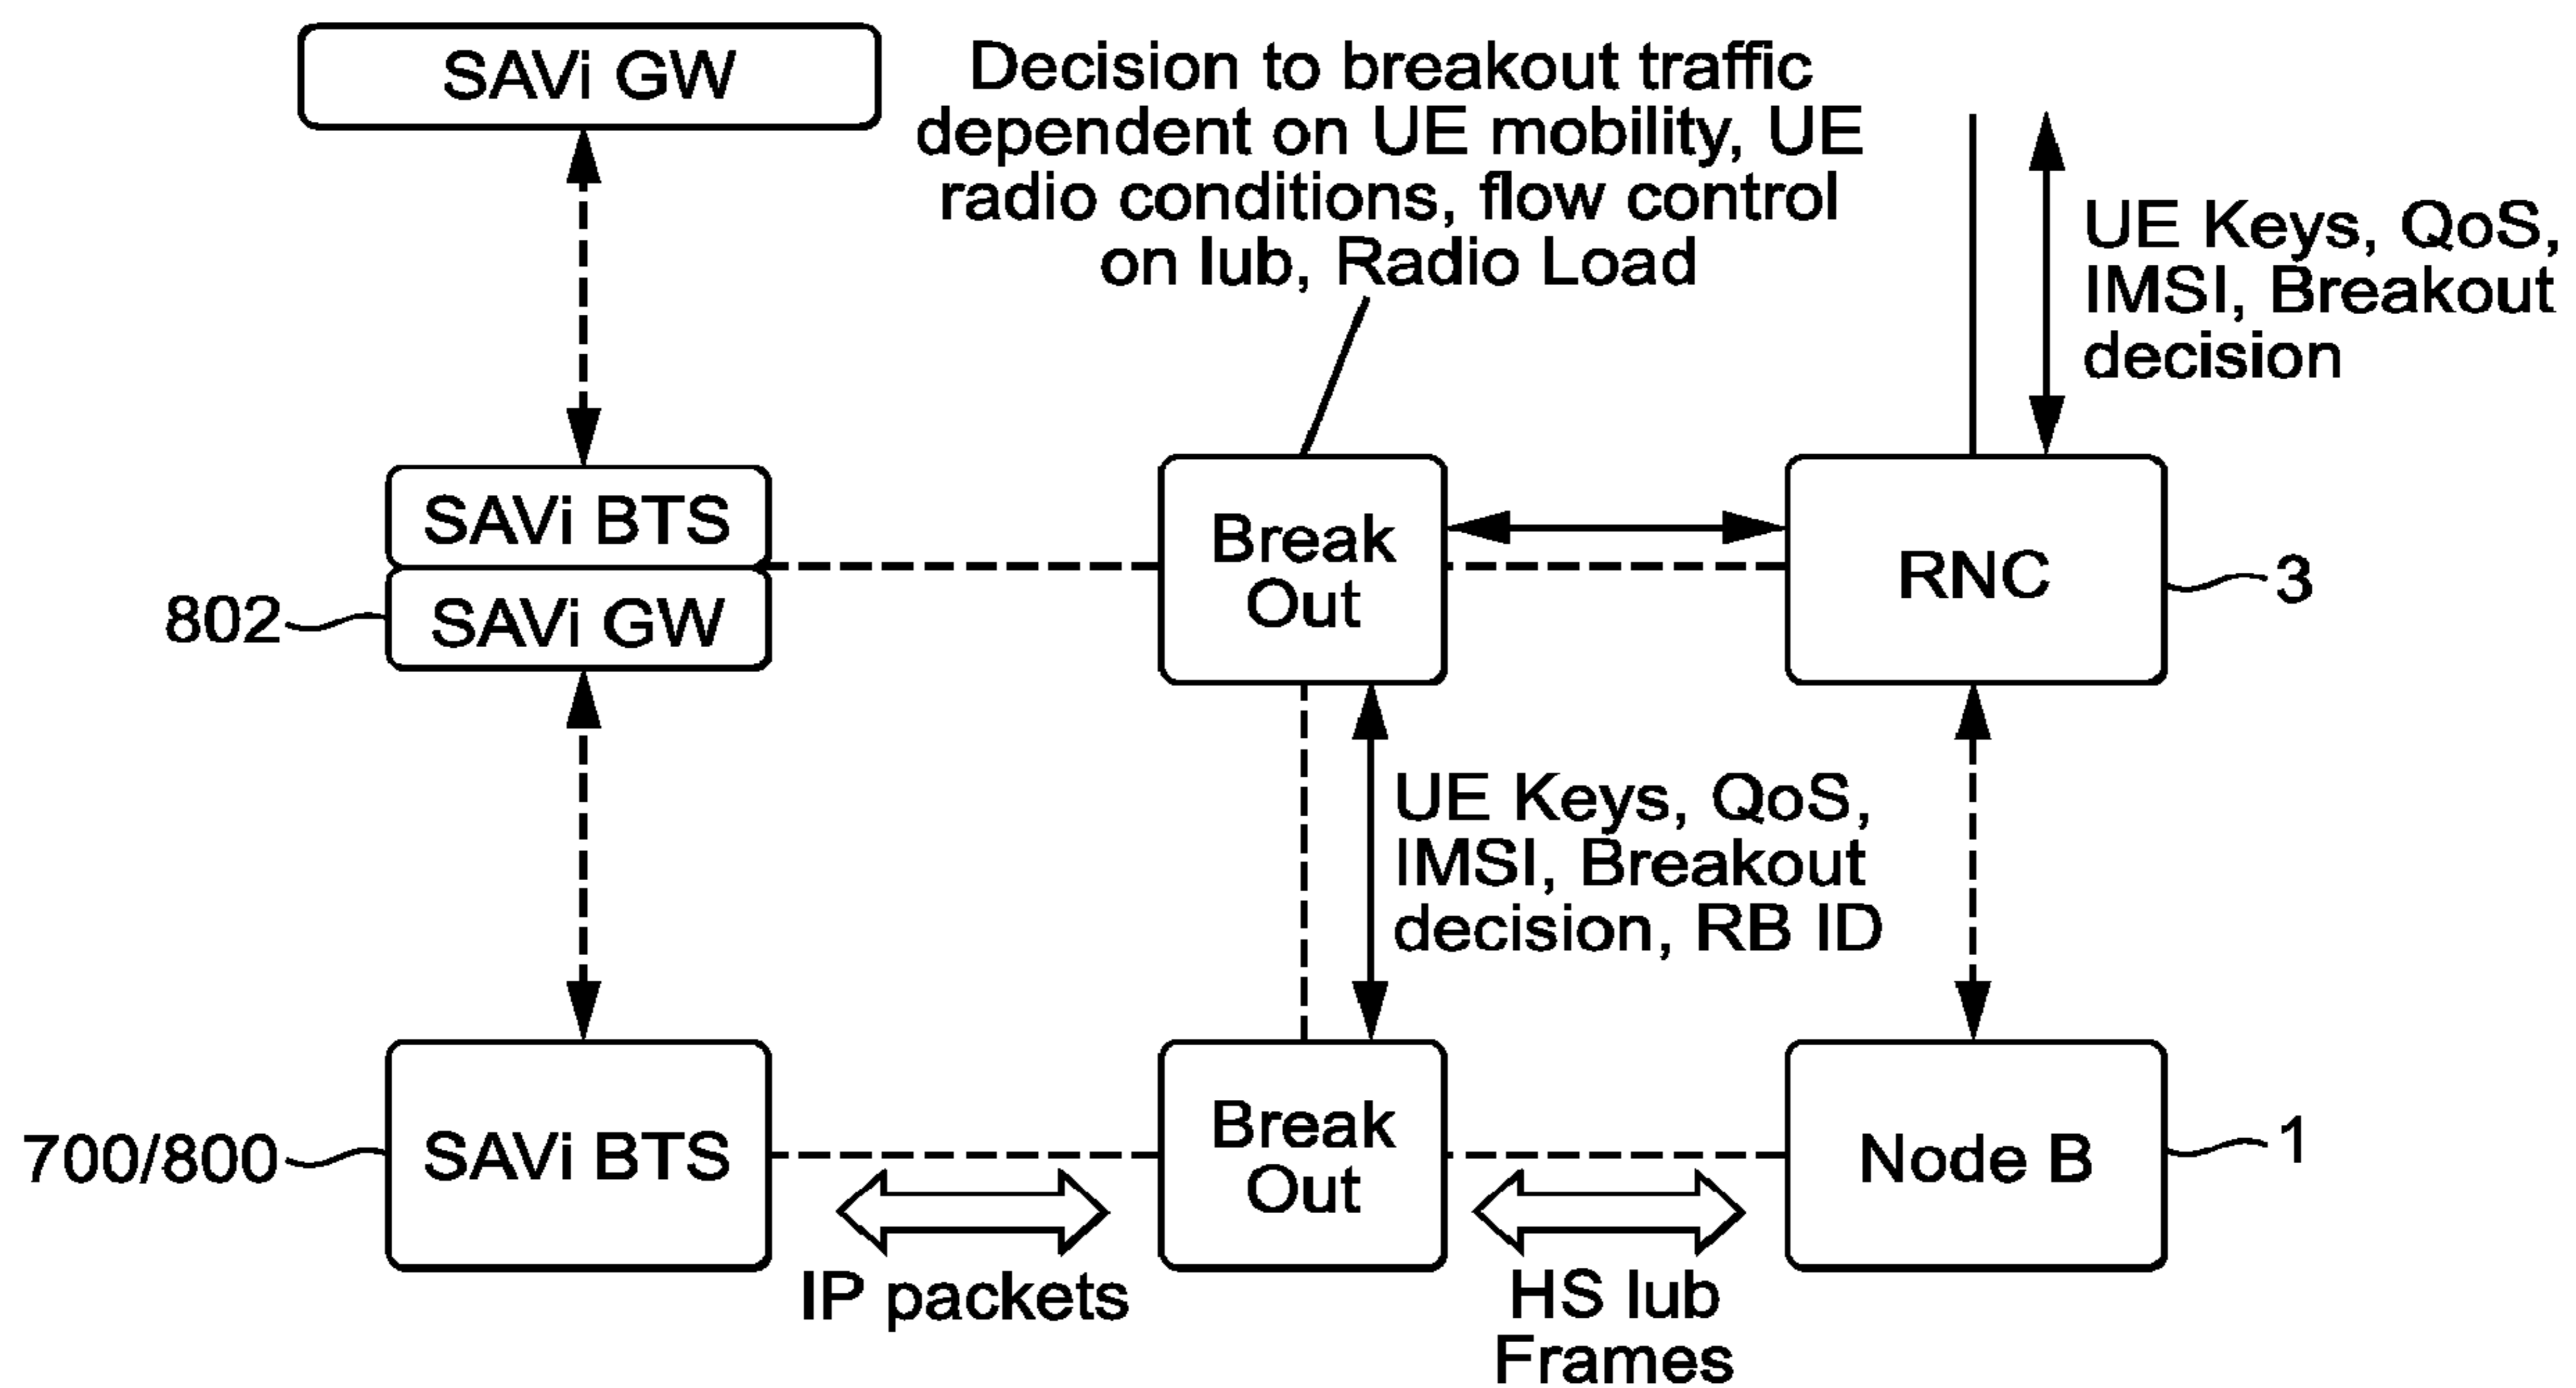 SAVi GW
Decision to breakout traffic
dependent on UE mobility, UE
radio conditions, flow control
on lub, Radio Load
UE Keys, QoS,
IMSI, Breakout
decision
SAVi BTS
SAVi GW
802
Break
Out
RNC
3
UE Keys, QoS,
IMSI, Breakout
decision, RB ID
700/800
SAVi BTS
Break
Out
Node B
1
IP packets
HS lub
Frames